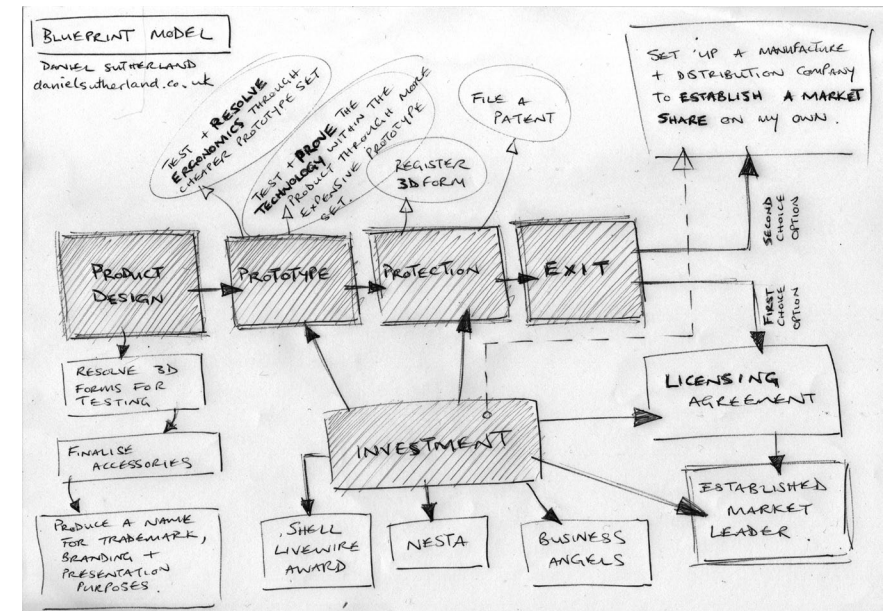 BLUEPRINT MODEL
DANIEL SUTHERLAND
danielsutherland.co.uk
TEST + RESOLVE
ERGONOMICS THROUGH
CHEAPER PROTOTYPE SET
TEST + PROVE THE
TECHNOLOGY WITHIN THE
PRODUCT THROUGH MORE
EXPENSIVE PROTOTYPE
SET.
REGISTER
3D FORM
FILE A
PATENT
SET UP A MANUFACTURE
+ DISTRIBUTION COMPANY
TO ESTABLISH A MARKET
SHARE ON MY OWN.
PRODUCT
DESIGN
PROTOTYPE
PROTECTION
EXIT
SECOND
CHOICE
OPTION
FIRST
CHOICE
OPTION
RESOLVE 3D
FORMS FOR
TESTING
FINALISE
ACCESSORIES
PRODUCE A NAME
FOR TRADEMARK,
BRANDING +
PRESENTATION
PURPOSES.
INVESTMENT
SHELL
LIVEWIRE
AWARD
NESTA
BUSINESS
ANGELS
LICENSING
AGREEMENT
ESTABLISHED
MARKET
LEADER